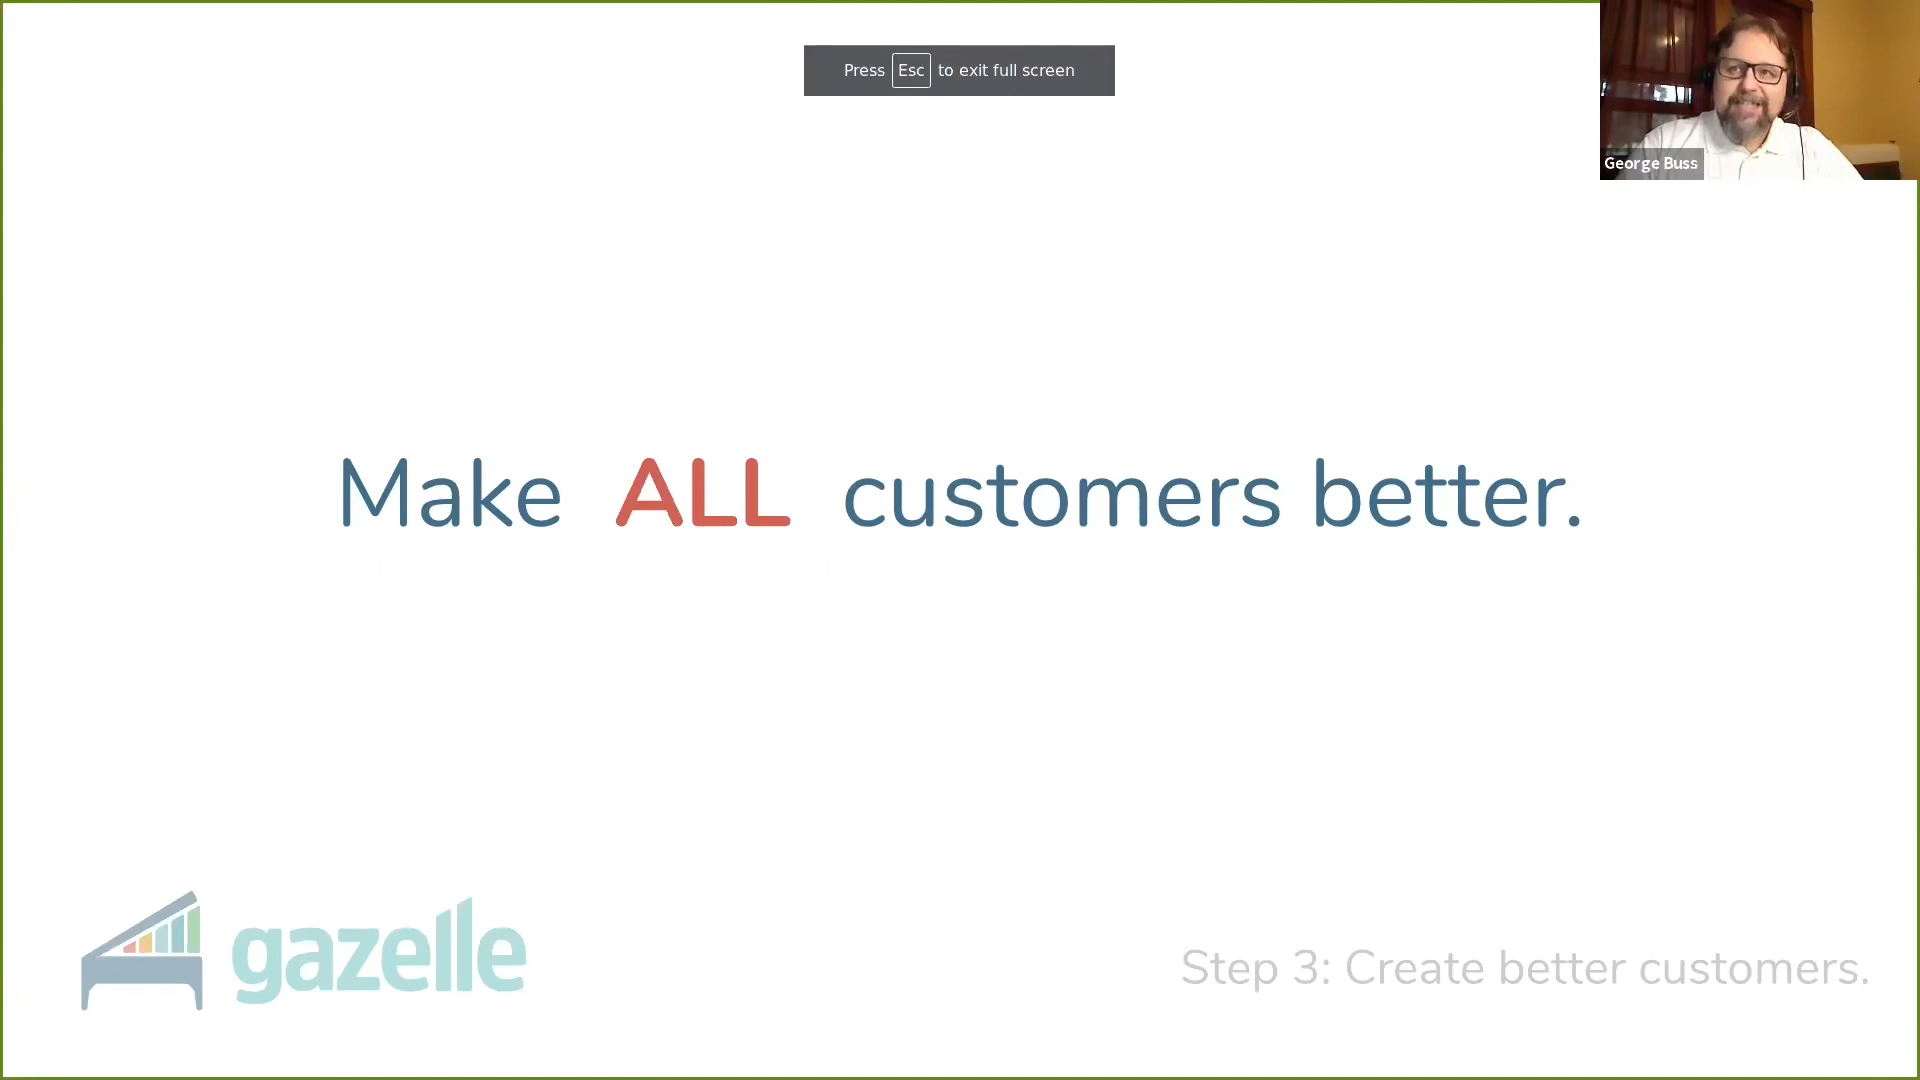 Press Esc to exit full screen
George Buss
Make ALL customers better.
gazelle
Step 3: Create better customers.